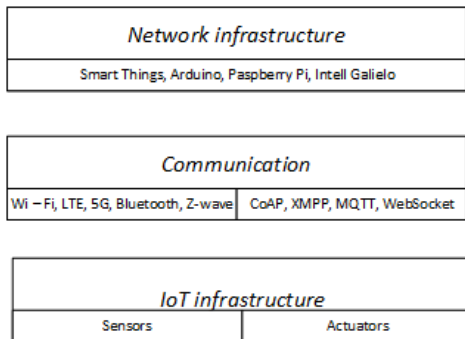 Network infrastructure
Smart Things, Arduino, Paspberry Pi, Intell Galielo
Communication
Wi – Fi, LTE, 5G, Bluetooth, Z-wave
CoAP, XMPP, MQTT, WebSocket
IoT infrastructure
Sensors
Actuators